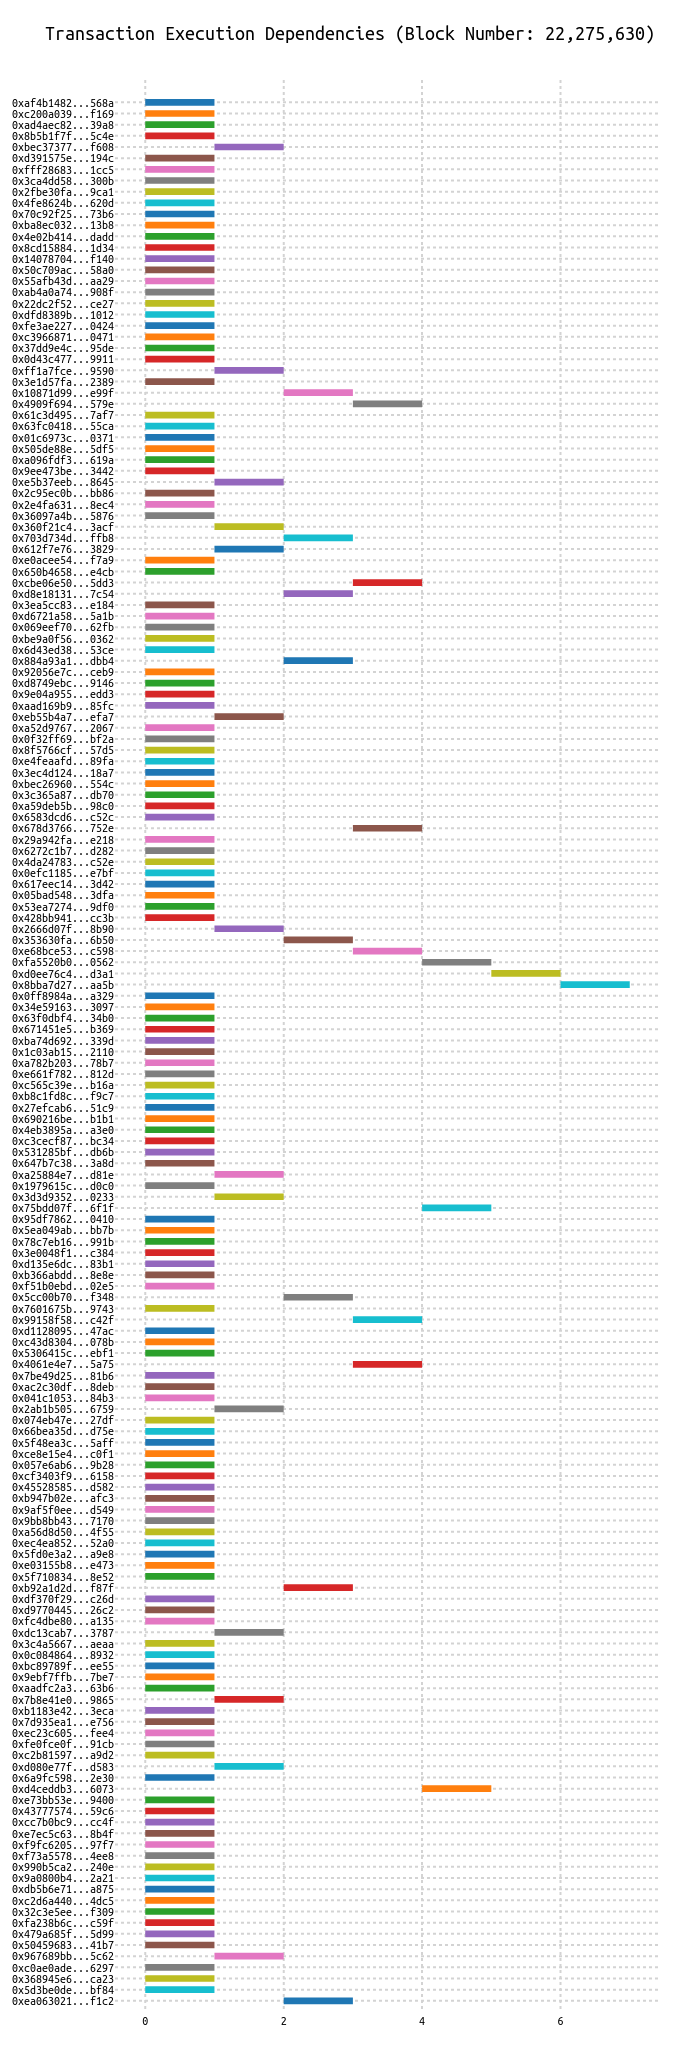 Transaction Execution Dependencies (Block Number: 22,275,630)
0xaf4b1482...568a
0xc200a039...f169
0xad4aec82...39a8
0x8b5b1f7f...5c4e
0xbec37377...f608
0xd391575e...194c
0xfff28683...1cc5
0x3ca4dd58...300b
0x2fbe30fa...9ca1
0x4fe8624b...620d
0x70c92f25...73b6
0xba8ec032...13b8
0x4e02b414...dadd
0x8cd15884...1d34
0x14078704...f140
0x50c709ac...58a0
0x55afb43d...aa29
0xab4a0a74...908f
0x22dc2f52...ce27
0xdfd8389b...1012
0xfe3ae227...0424
0xc3966871...0471
0x37dd9e4c...95de
0x0d43c477...9911
0xff1a7fce...9590
0x3e1d57fa...2389
0x10871d99...e99f
0x4909f694...579e
0x61c3d495...7af7
0x63fc0418...55ca
0x01c6973c...0371
0x505de88e...5df5
0xa096fdf3...619a
0x9ee473be...3442
0xe5b37eeb...8645
0x2c95ec0b...bb86
0x2e4fa631...8ec4
0x36097a4b...5876
0x360f21c4...3acf
0x703d734d...ffb8
0x612f7e76...3829
0xe0acee54...f7a9
0x650b4658...e4cb
0xcbe06e50...5dd3
0xd8e18131...7c54
0x3ea5cc83...e184
0xd6721a58...5a1b
0x069eef70...62fb
0xbe9a0f56...0362
0x6d43ed38...53ce
0x884a93a1...dbb4
0x92056e7c...ceb9
0xd8749ebc...9146
0x9e04a955...edd3
0xaad169b9...85fc
0xeb55b4a7...efa7
0xa52d9767...2067
0x0f32ff69...bf2a
0x8f5766cf...57d5
0xe4feaafd...89fa
0x3ec4d124...18a7
0xbec26960...554c
0x3c365a87...db70
0xa59deb5b...98c0
0x6583dcd6...c52c
0x678d3766...752e
0x29a942fa...e218
0x6272c1b7...d282
0x4da24783...c52e
0x0efc1185...e7bf
0x617eec14...3d42
0x05bad548...3dfa
0x53ea7274...9df0
0x428bb941...cc3b
0x2666d07f...8b90
0x353630fa...6b50
0xe68bce53...c598
0xfa5520b0...0562
0xd0ee76c4...d3a1
0x8bba7d27...aa5b
0x0ff8984a...a329
0x34e59163...3097
0x63f0dbf4...34b0
0x671451e5...b369
0xba74d692...339d
0x1c03ab15...2110
0xa782b203...78b7
0xe661f782...812d
0xc565c39e...b16a
0xb8c1fd8c...f9c7
0x27efcab6...51c9
0x690216be...b1b1
0x4eb3895a...a3e0
0xc3cecf87...bc34
0x531285bf...db6b
0x647b7c38...3a8d
0xa25884e7...d81e
0x1979615c...d0c0
0x3d3d9352...0233
0x75bdd07f...6f1f
0x95df7862...0410
0x5ea049ab...bb7b
0x78c7eb16...991b
0x3e0048f1...c384
0xd135e6dc...83b1
0xb366abdd...8e8e
0xf51b0ebd...02e5
0x5cc00b70...f348
0x7601675b...9743
0x99158f58...c42f
0xd1128095...47ac
0xc43d8304...078b
0x5306415c...ebf1
0x4061e4e7...5a75
0x7be49d25...81b6
0xac2c30df...8deb
0x041c1053...84b3
0x2ab1b505...6759
0x074eb47e...27df
0x66bea35d...d75e
0x5f48ea3c...5aff
0xce8e15e4...c0f1
0x057e6ab6...9b28
0xcf3403f9...6158
0x45528585...d582
0xb947b02e...afc3
0x9af5f0ee...d549
0x9bb8bb43...7170
0xa56d8d50...4f55
0xec4ea852...52a0
0x5fd0e3a2...a9e8
0xe03155b8...e473
0x5f710834...8e52
0xb92a1d2d...f87f
0xdf370f29...c26d
0xd9770445...26c2
0xfc4dbe80...a135
0xdc13cab7...3787
0x3c4a5667...aeaa
0x0c084864...8932
0xbc89789f...ee55
0x9ebf7ffb...7be7
0xaadfc2a3...63b6
0x7b8e41e0...9865
0xb1183e42...3eca
0x7d935ea1...e756
0xec23c605...fee4
0xfe0fce0f...91cb
0xc2b81597...a9d2
0xd080e77f...d583
0x6a9fc598...2e30
0xd4ceddb3...6073
0xe73bb53e...9400
0x43777574...59c6
0xcc7b0bc9...cc4f
0xe7ec5c63...8b4f
0xf9fc6205...97f7
0xf73a5578...4ee8
0x990b5ca2...240e
0x9a0800b4...2a21
0xdb5b6e71...a875
0xc2d6a440...4dc5
0x32c3e5ee...f309
0xfa238b6c...c59f
0x479a685f...5d99
0x50459683...41b7
0x967689bb...5c62
0xc0ae0ade...6297
0x368945e6...ca23
0x5d3be0de...bf84
0xea063021...f1c2
0 2 4 6